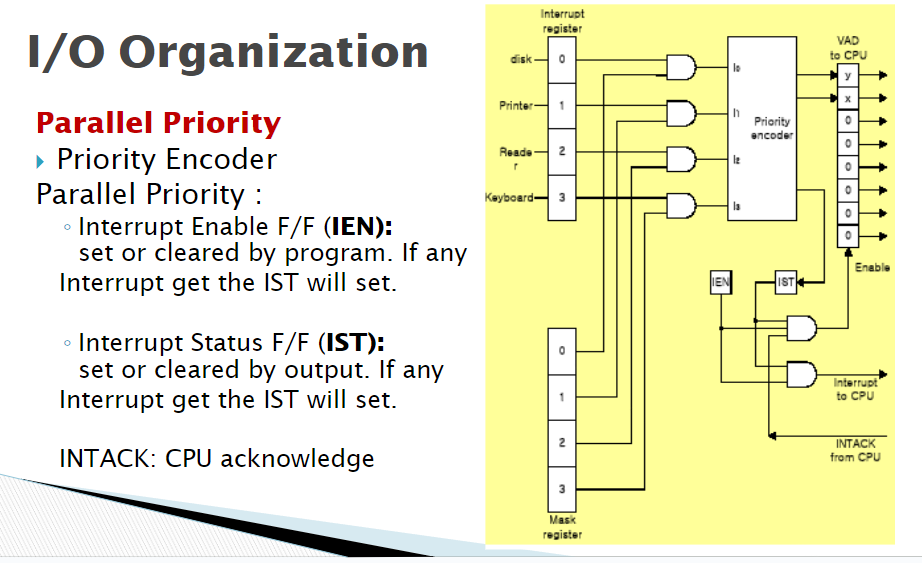 I/O Organization
Parallel Priority
Priority Encoder
Parallel Priority :
Interrupt Enable F/F (IEN):
set or cleared by program. If any
Interrupt get the IST will set.
Interrupt Status F/F (IST):
set or cleared by output. If any
Interrupt get the IST will set.
INTACK: CPU acknowledge
Interrupt
register
disk
0
Printer
1
Reade
r
2
Keyboard
3
I0
I1
I2
I3
Priority
encoder
VAD
to CPU
y
x
0
0
0
0
0
0
Enable
IEN
IST
0
1
2
3
Mask
register
Interrupt
to CPU
INTACK
from CPU